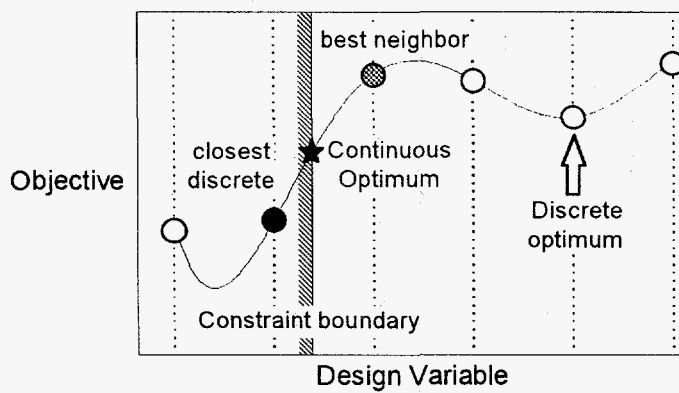 best neighbor
closest
discrete
Continuous
Optimum
Objective
Discrete
optimum
Constraint boundary
Design Variable